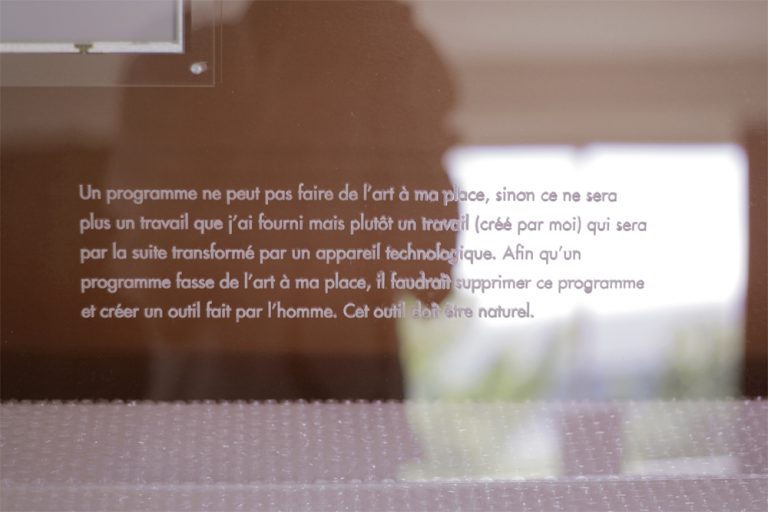 Un programme ne peut pas faire de l'art à ma place, sinon ce ne sera
plus un travail que j'ai fourni mais plutôt un travail (créé par moi) qui sera
par la suite transformé par un appareil technologique. Afin qu'un
programme fasse de l'art à ma place, il faudrait supprimer ce programme
et créer un outil fait par l'homme. Cet outil doit être naturel.